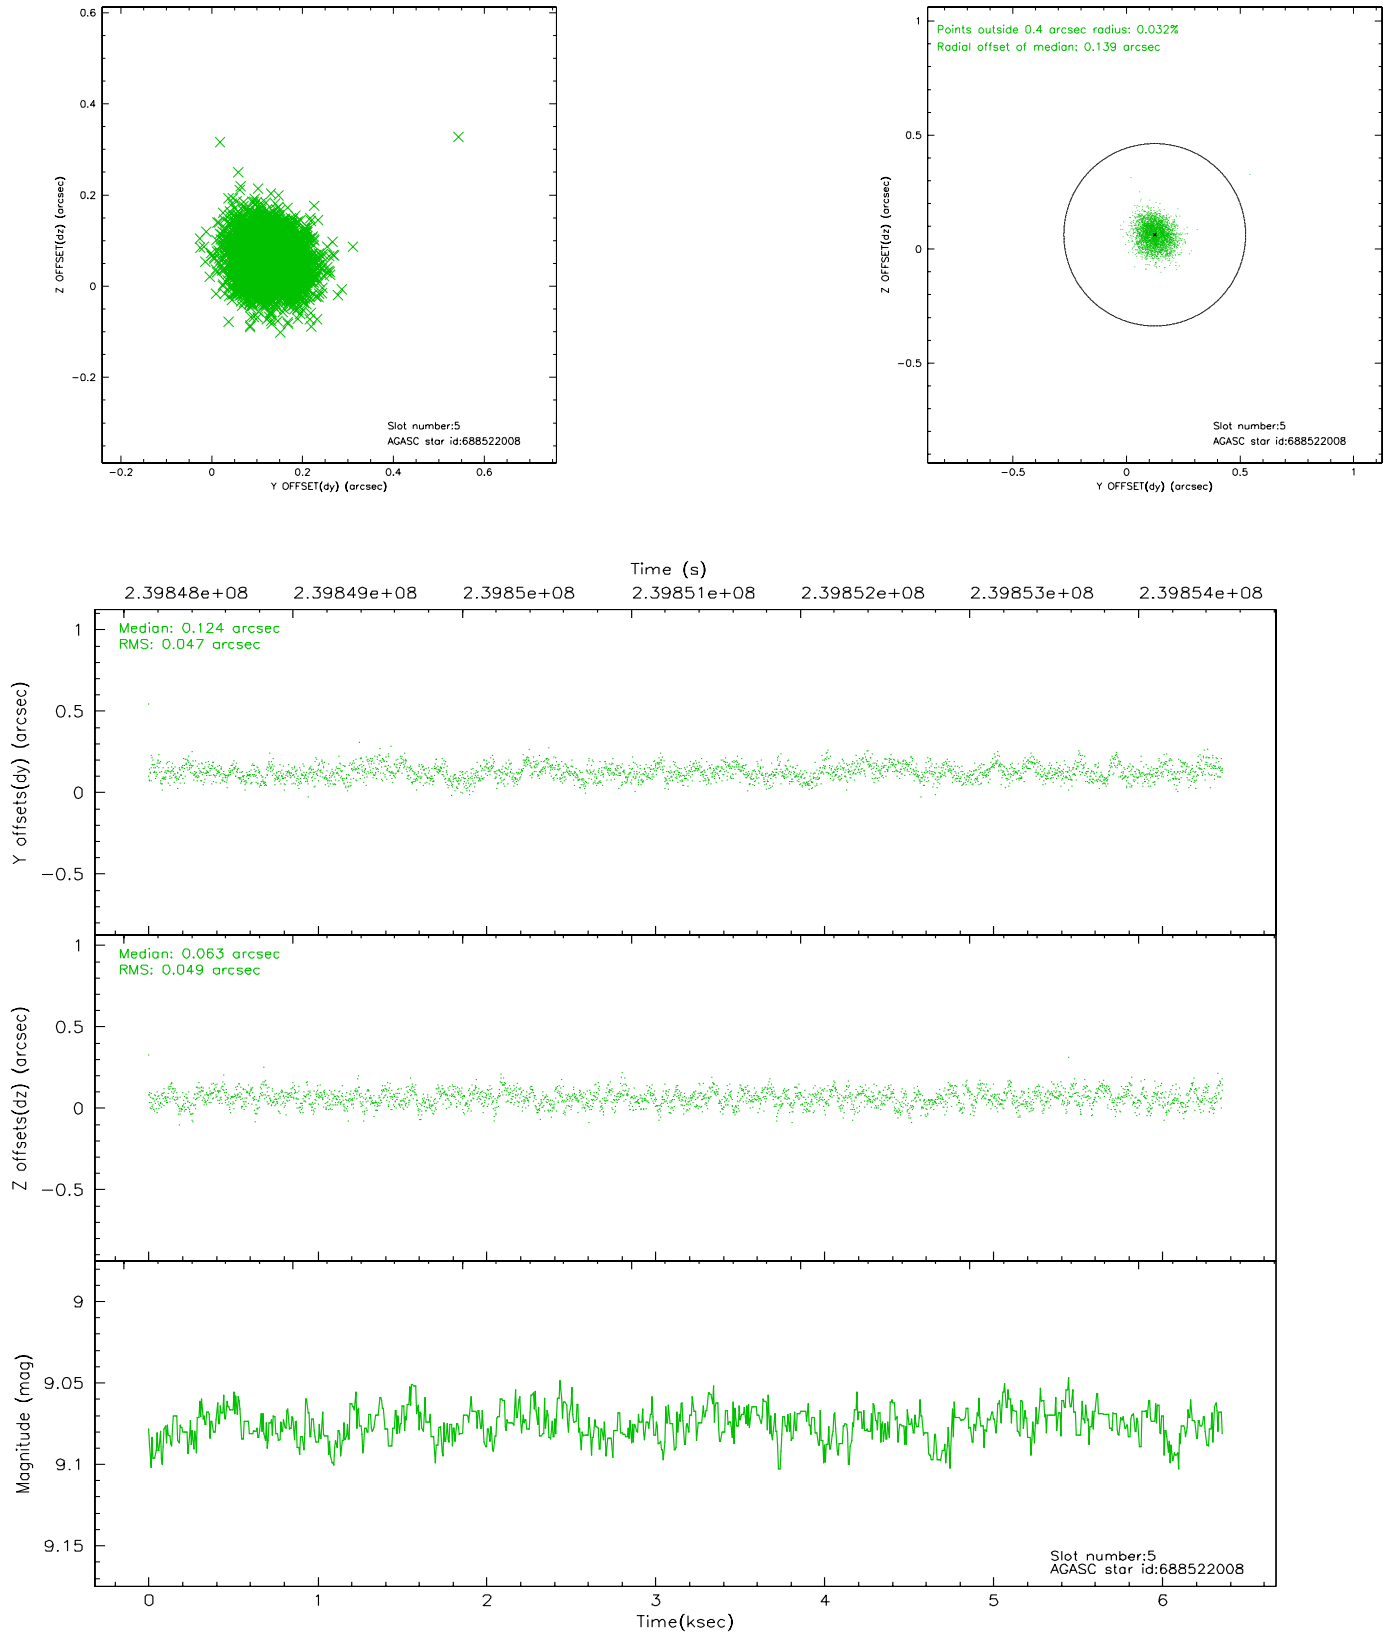 0.6
0.4
0.2
0
−0.2
Z OFFSET(dz) (arcsec)
Slot number:5
AGASC star id:688522008
−0.2 0 0.2 0.4 0.6
Y OFFSET(dy) (arcsec)
Points outside 0.4 arcsec radius: 0.032%
Radial offset of median: 0.139 arcsec
1
0.5
0
−0.5
Z OFFSET(dz) (arcsec)
Slot number:5
AGASC star id:688522008
−0.5 0 0.5 1
Y OFFSET(dy) (arcsec)
Time (s)
2.39848e+08 2.39849e+08 2.3985e+08 2.39851e+08 2.39852e+08 2.39853e+08 2.39854e+08
Median: 0.124 arcsec
RMS: 0.047 arcsec
1
0.5
0
−0.5
Y offsets(dy) (arcsec)
Median: 0.063 arcsec
RMS: 0.049 arcsec
1
0.5
0
−0.5
Z offsets(dz) (arcsec)
9
9.05
9.1
9.15
Magnitude (mag)
Slot number:5
AGASC star id:688522008
0 1 2 3 4 5 6
Time(ksec)